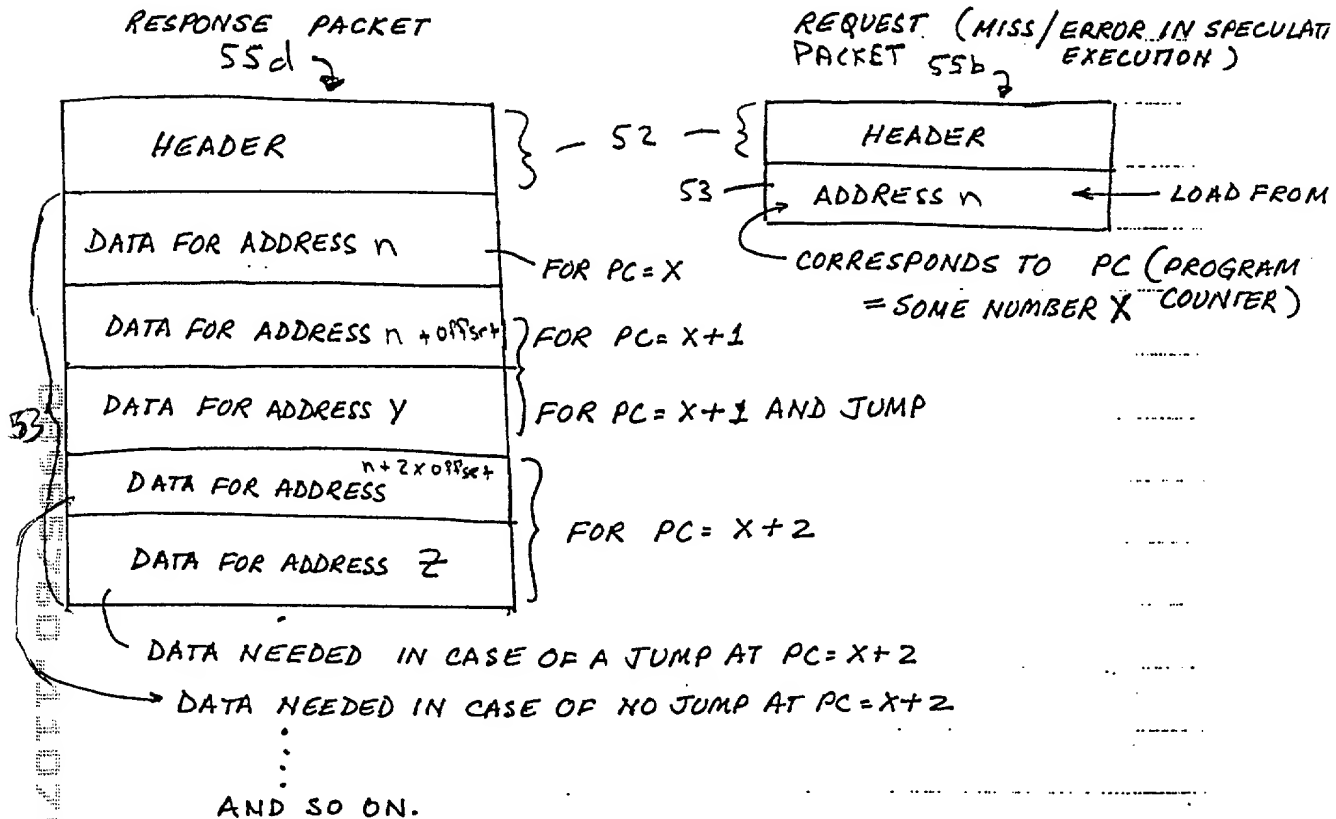 RESPONSE PACKET
55d
HEADER
52
DATA FOR ADDRESS n
FOR PC = X
DATA FOR ADDRESS n + offset
FOR PC = X+1
DATA FOR ADDRESS Y
FOR PC = X+1 AND JUMP
DATA FOR ADDRESS n + 2 x offset
DATA FOR ADDRESS Z
FOR PC = X+2
53
DATA NEEDED IN CASE OF A JUMP AT PC = X+2
DATA NEEDED IN CASE OF NO JUMP AT PC = X+2
AND SO ON.
REQUEST (MISS/ERROR IN SPECULATI
PACKET 55b EXECUTION)
HEADER
53
ADDRESS n
LOAD FROM
CORRESPONDS TO PC (PROGRAM
= SOME NUMBER X COUNTER)